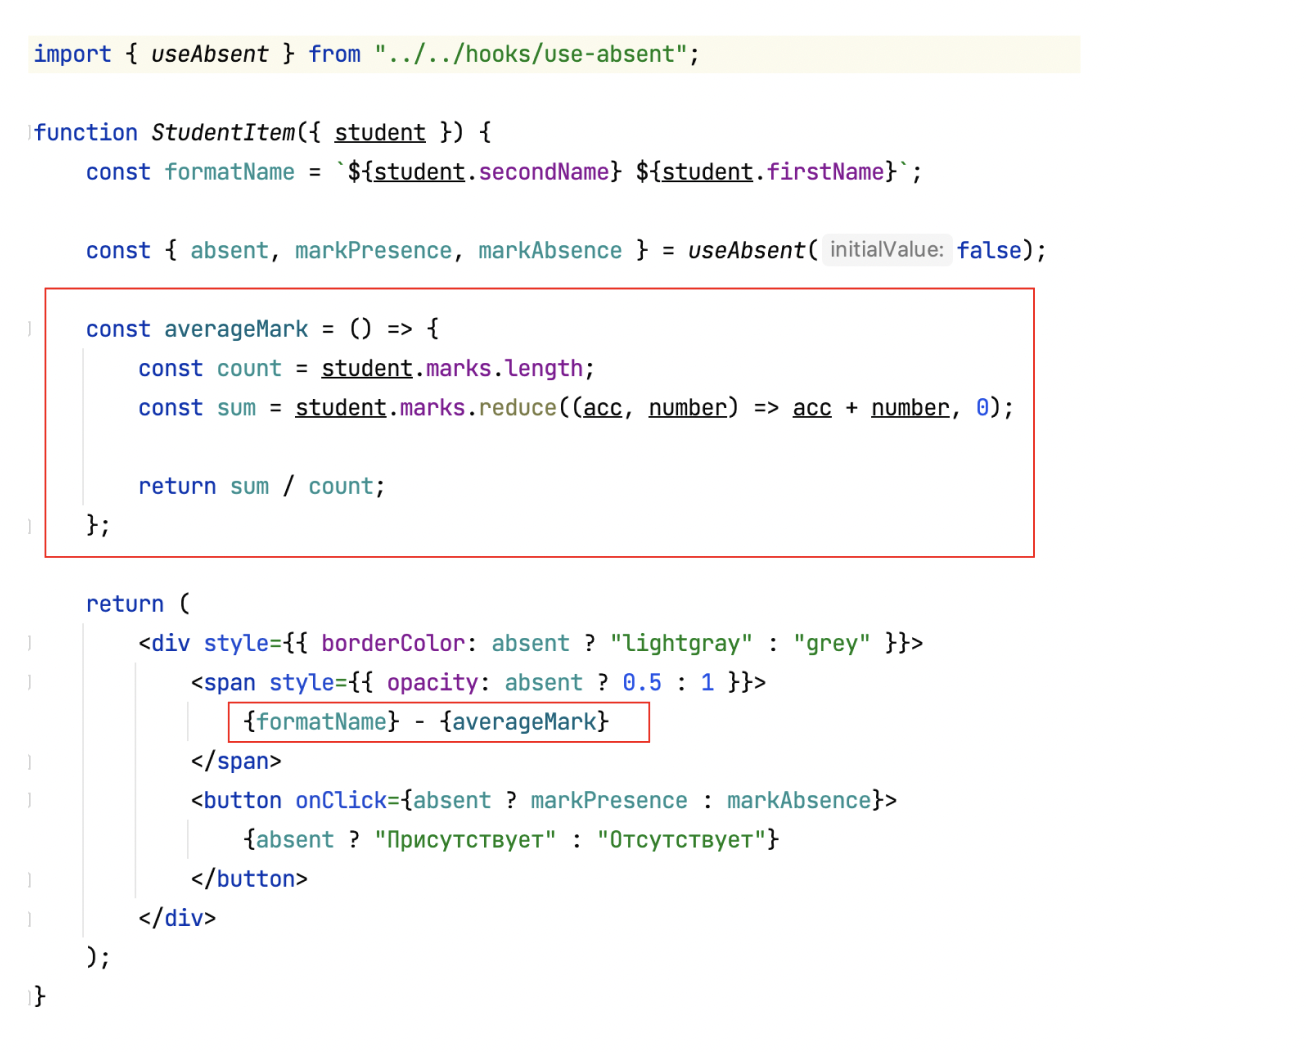 import { useAbsent } from "../../hooks/use-absent";
function StudentItem({ student }) {
const formatName = `${student.secondName} ${student.firstName}`;
const { absent, markPresence, markAbsence } = useAbsent( initialValue: false);
const averageMark = () => {
const count = student.marks.length;
const sum = student.marks.reduce((acc, number) => acc + number, 0);
return sum / count;
};
return (
<div style={{ borderColor: absent ? "lightgray" : "grey" }}>
<span style={{ opacity: absent ? 0.5 : 1 }}>
{formatName} - {averageMark}
</span>
<button onClick={absent ? markPresence : markAbsence}>
{absent ? "Присутствует" : "Отсутствует"}
</button>
</div>
);
}